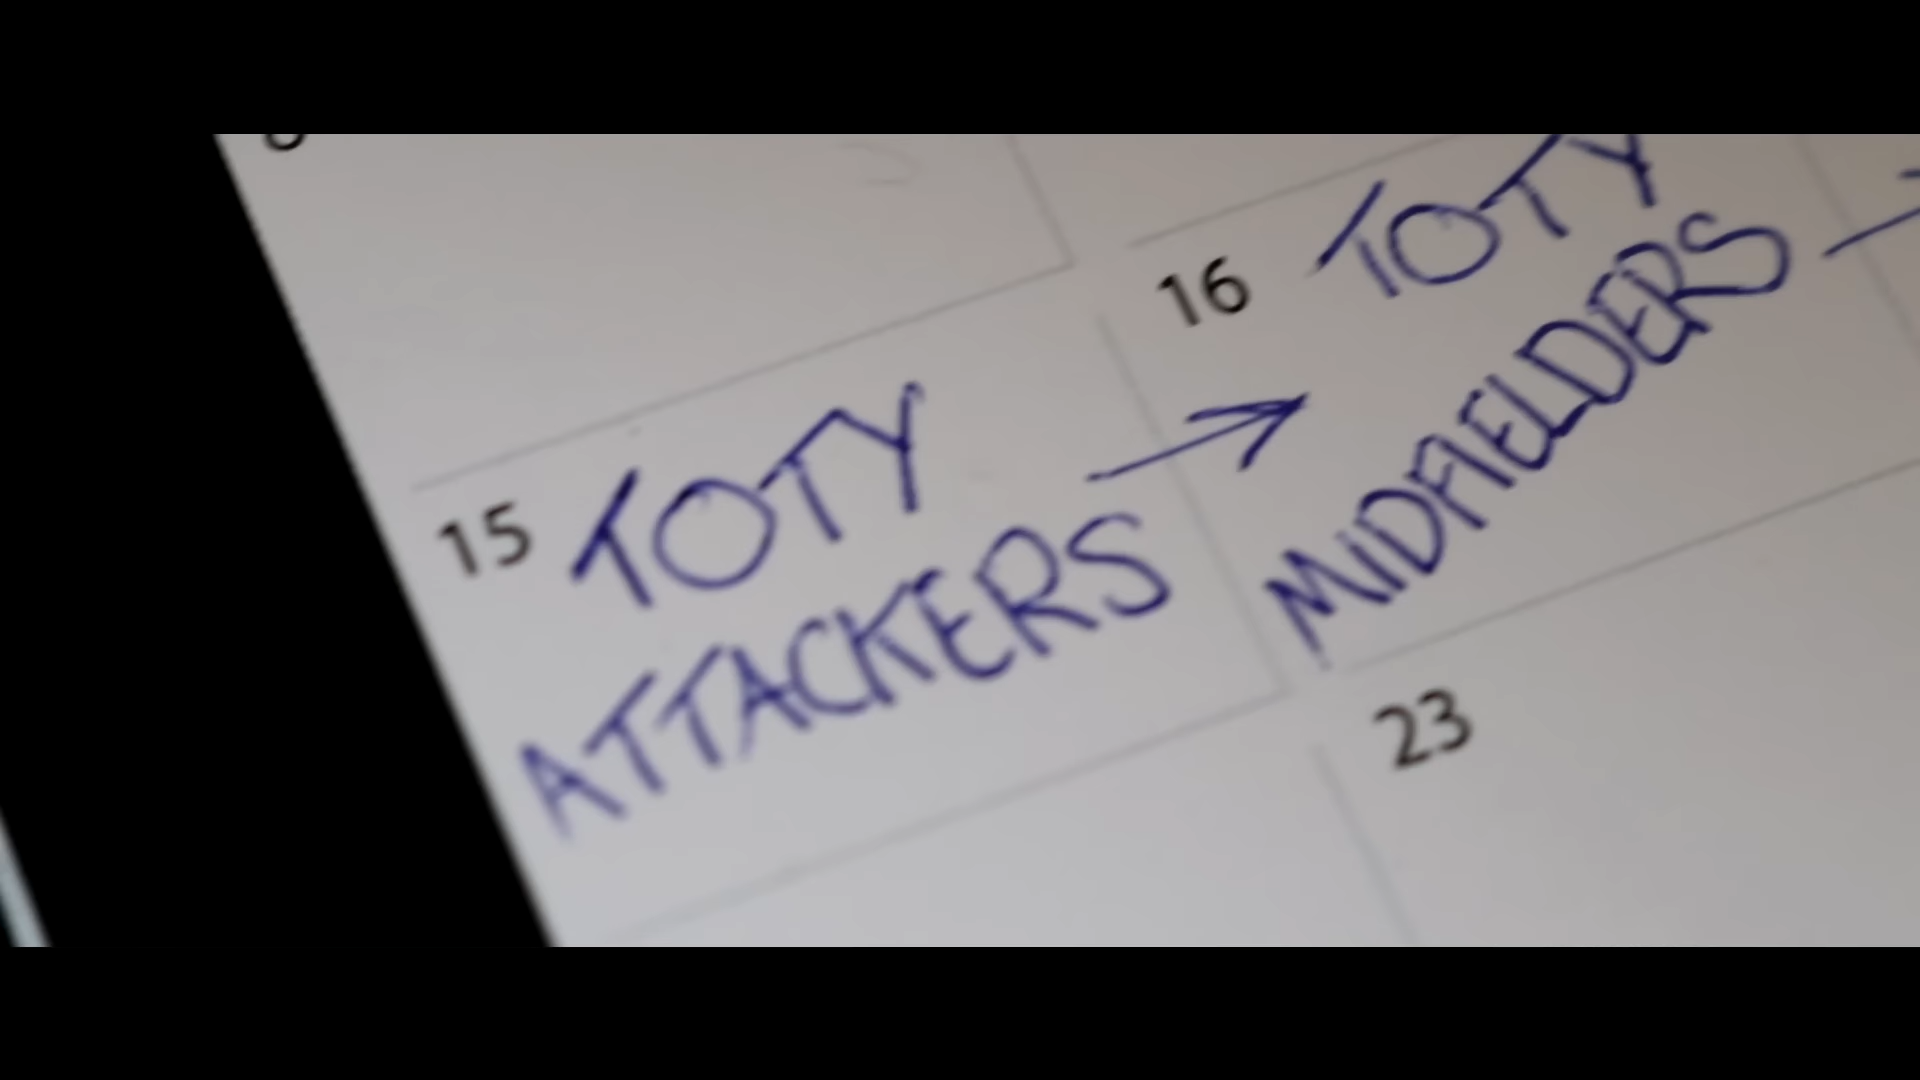 15 TOTY
ATTACKERS →
16 TOTY
MIDFIELDERS →
23